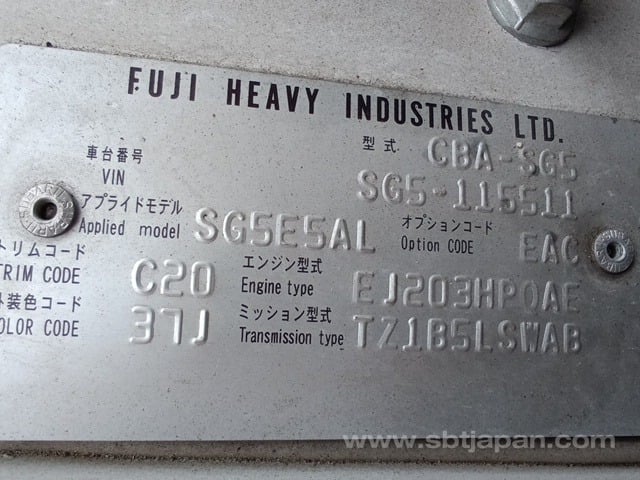 FUJI HEAVY INDUSTRIES LTD.
型式 CBA-SG5
車台番号
VIN SG5-115511
アプライドモデル
Applied model SG5E5AL
オプションコード
Option CODE EAC
トリムコード
TRIM CODE C20
エンジン型式
Engine type EJ203HPQAE
外装色コード
COLOR CODE 37J
ミッション型式
Transmission type TZ1B5LSWAB
www.sbtjapan.com